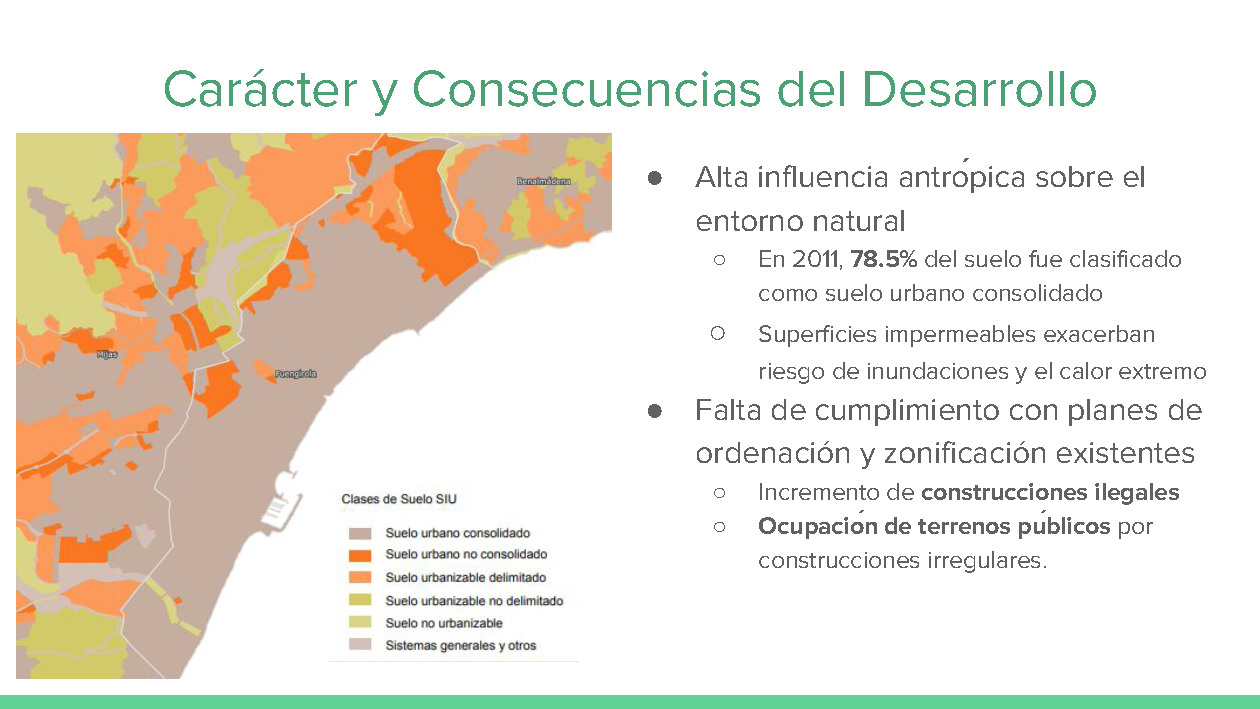 Carácter y Consecuencias del Desarrollo
Benalmádena
Mijas
Fuengirola
Clases de Suelo SIU
Suelo urbano consolidado
Suelo urbano no consolidado
Suelo urbanizable delimitado
Suelo urbanizable no delimitado
Suelo no urbanizable
Sistemas generales y otros
● Alta influencia antrópica sobre el
entorno natural
○ En 2011, 78.5% del suelo fue clasificado
como suelo urbano consolidado
○ Superficies impermeables exacerban
riesgo de inundaciones y el calor extremo
● Falta de cumplimiento con planes de
ordenación y zonificación existentes
○ Incremento de construcciones ilegales
○ Ocupación de terrenos públicos por
construcciones irregulares.